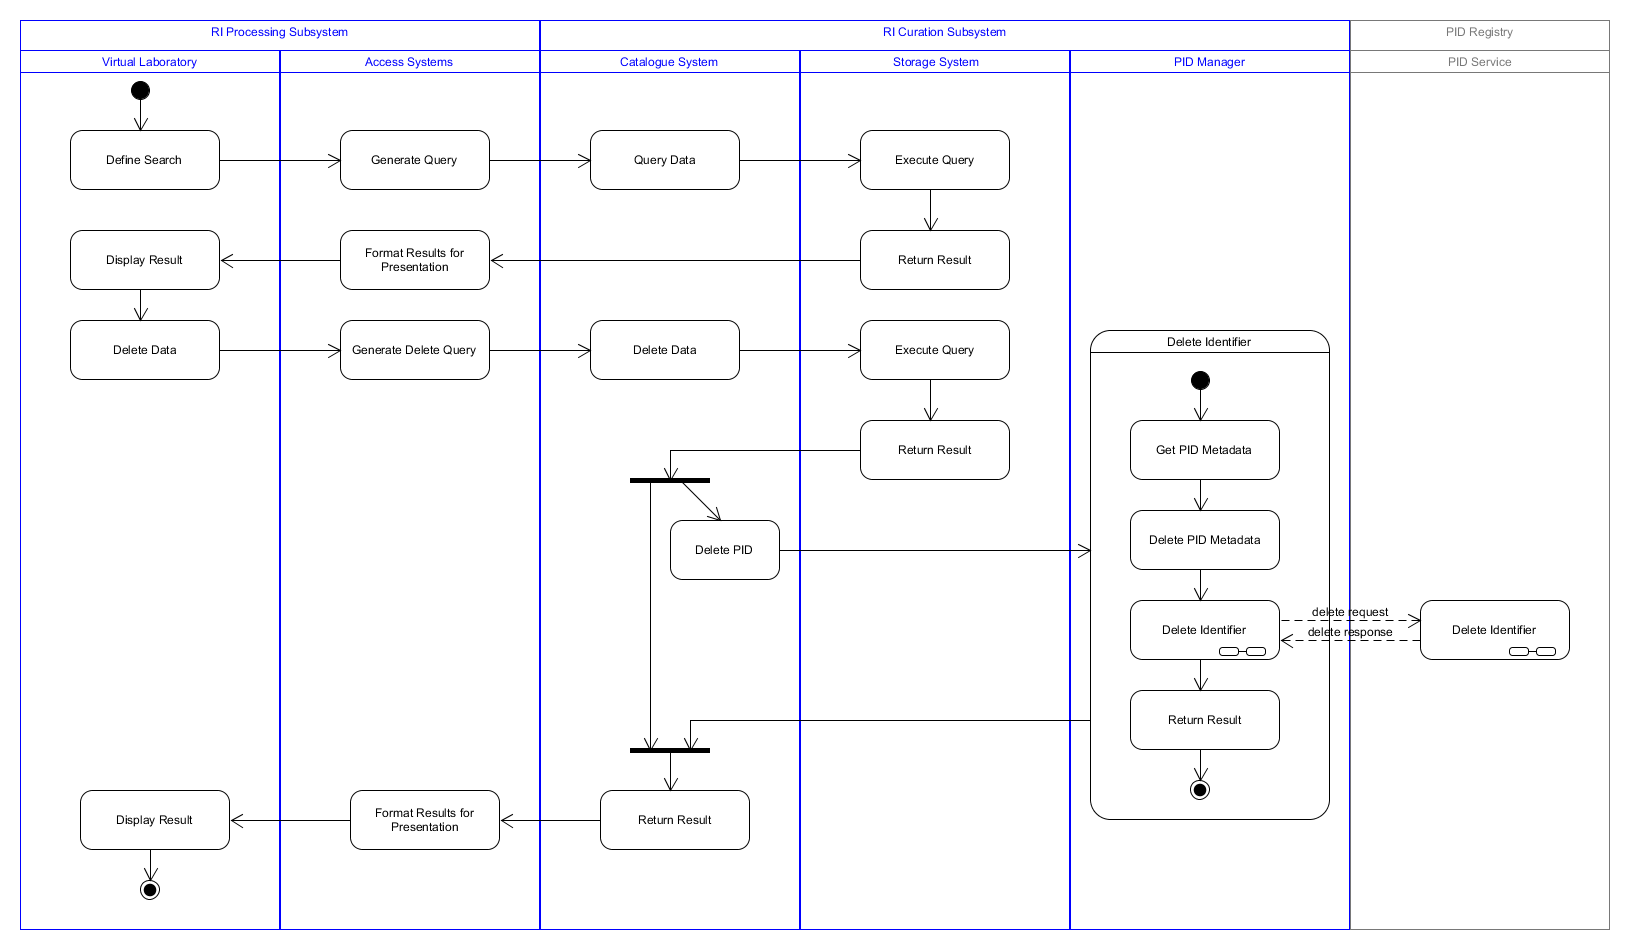 RI Processing Subsystem
RI Curation Subsystem
PID Registry
Virtual Laboratory
Access Systems
Catalogue System
Storage System
PID Manager
PID Service
Define Search
Generate Query
Query Data
Execute Query
Display Result
Format Results for
Presentation
Return Result
Delete Data
Generate Delete Query
Delete Data
Execute Query
Delete Identifier
Return Result
Get PID Metadata
Delete PID
Delete PID Metadata
Delete Identifier
delete request
delete response
Delete Identifier
Return Result
Display Result
Format Results for
Presentation
Return Result